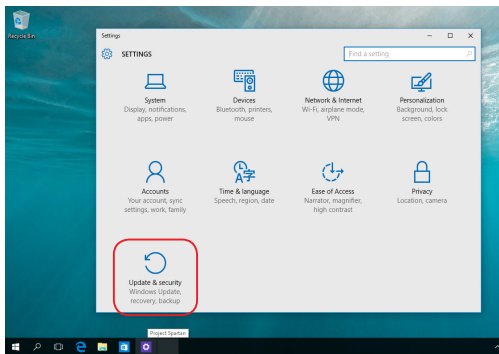 Recycle Bin
Settings
SETTINGS
Find a setting
System
Display, notifications,
apps, power
Devices
Bluetooth, printers,
mouse
Network & Internet
Wi-Fi, airplane mode,
VPN
Personalization
Background, lock
screen, colors
Accounts
Your account, sync
settings, work, family
Time & language
Speech, region, date
Ease of Access
Narrator, magnifier,
high contrast
Privacy
Location, camera
Update & security
Windows Update,
recovery, backup
Project Spartan